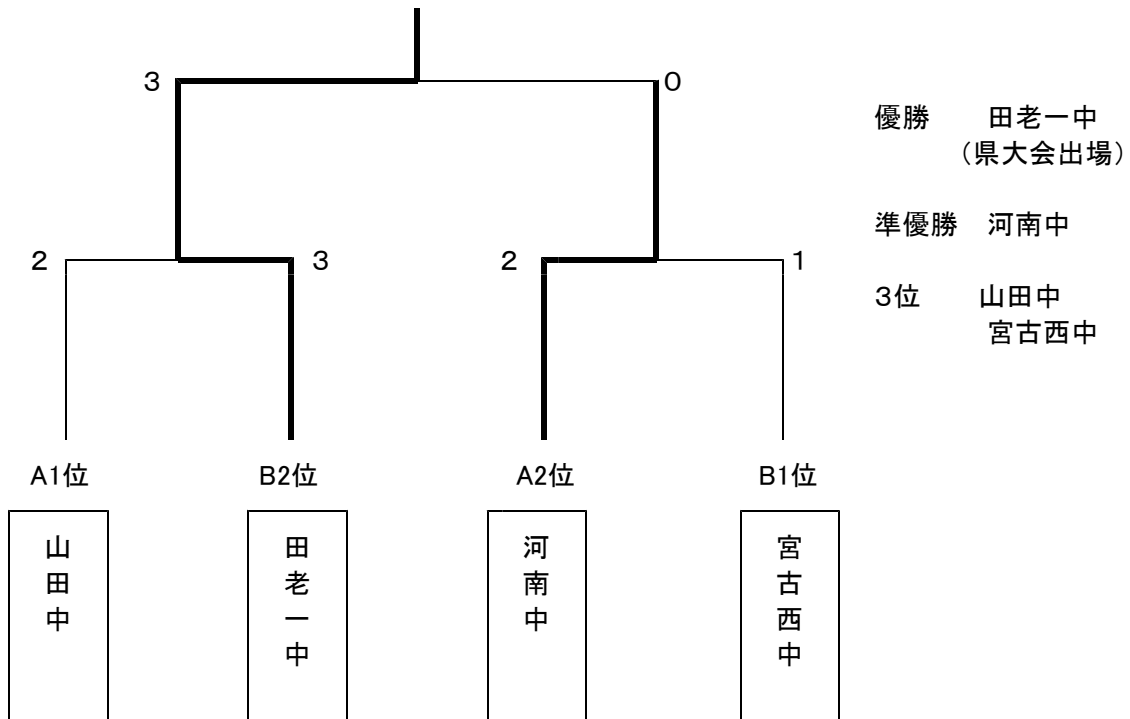 3 0
優勝 田老一中
（県大会出場）
準優勝 河南中
2 3 2 1
3位 山田中
宮古西中
A1位 B2位 A2位 B1位
山田中
田老一中
河南中
宮古西中